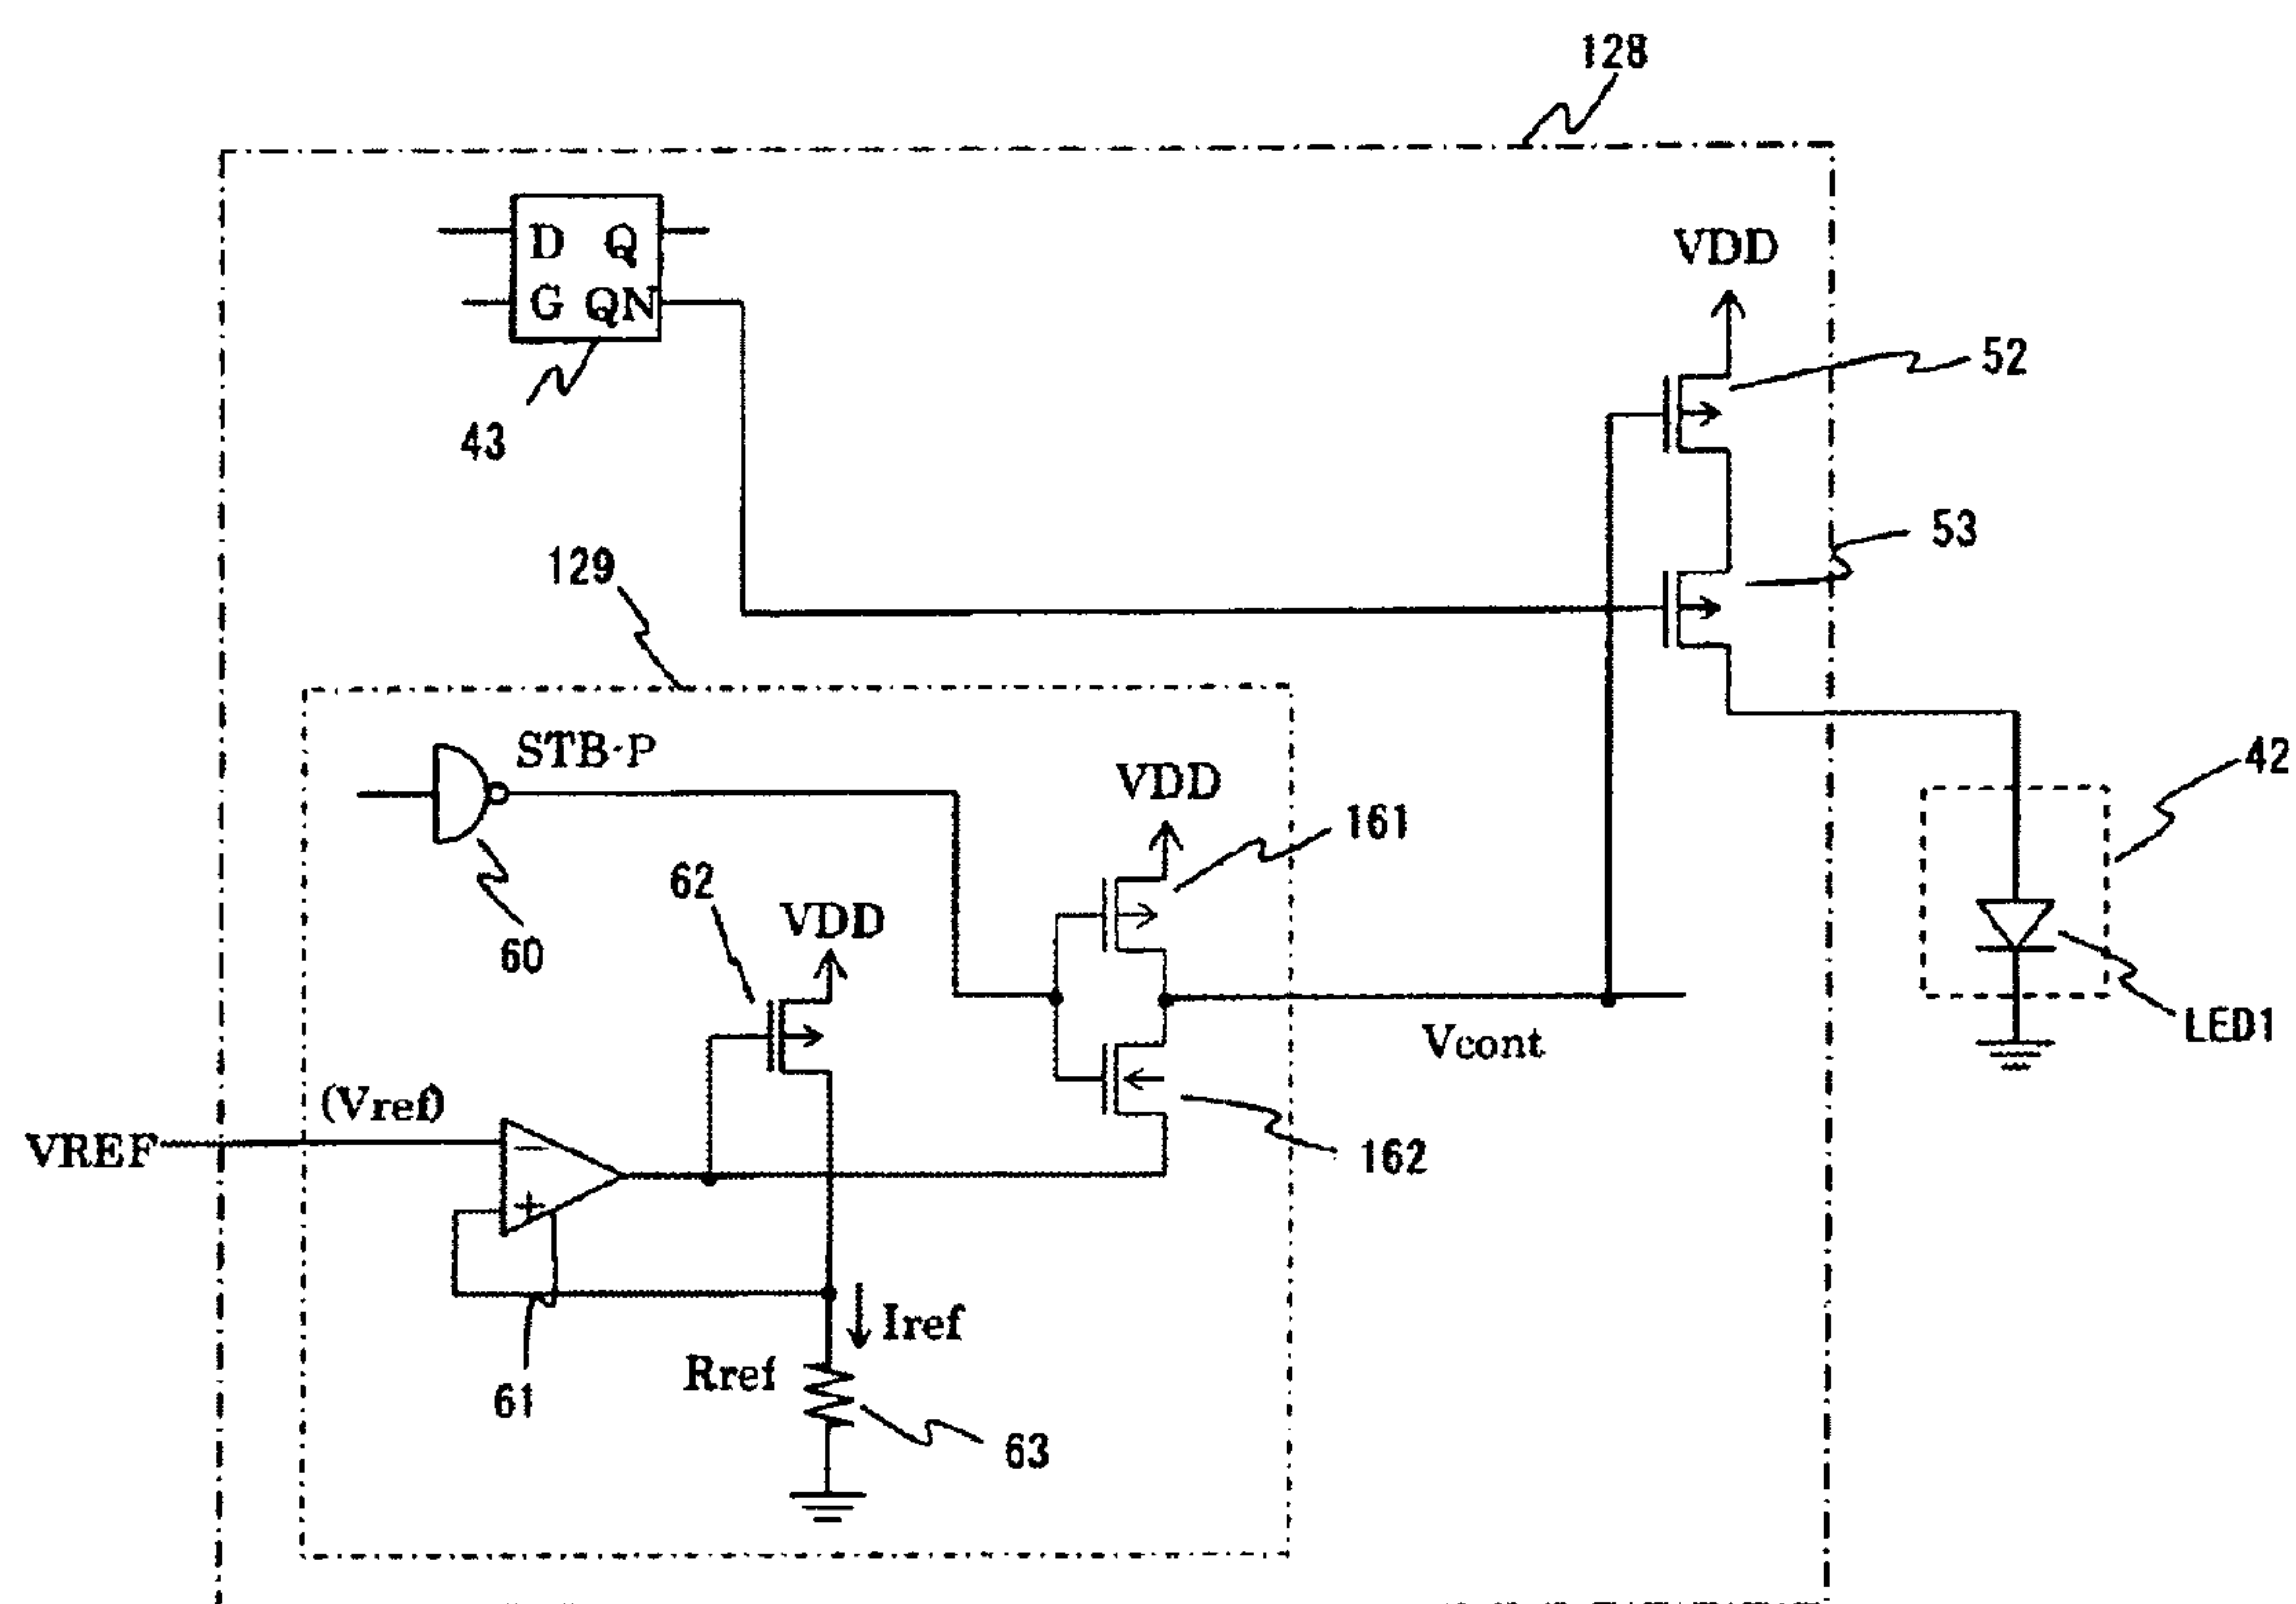 128
D Q
G QN
43
VDD
52
53
129
STB-P
60
62
VDD
VDD
161
42
LED1
Vcont
(Vref)
VREF
162
+
61
Iref
Rref
63